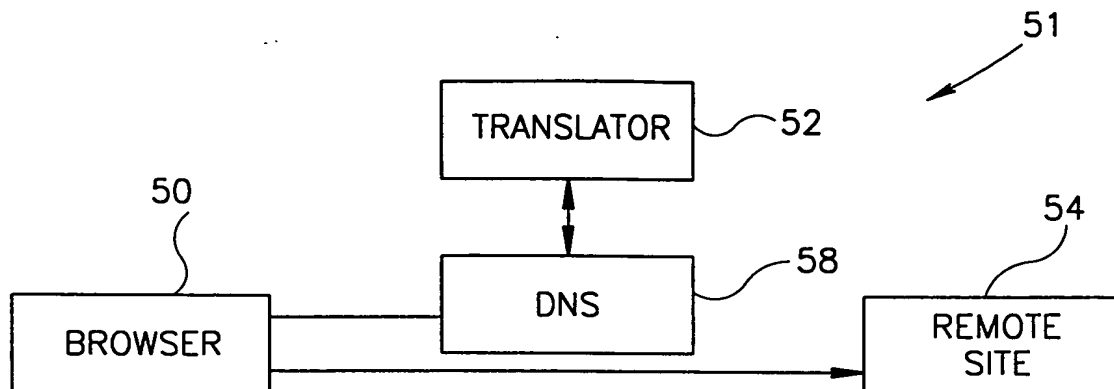 51
TRANSLATOR
52
50
54
58
DNS
BROWSER
REMOTE
SITE